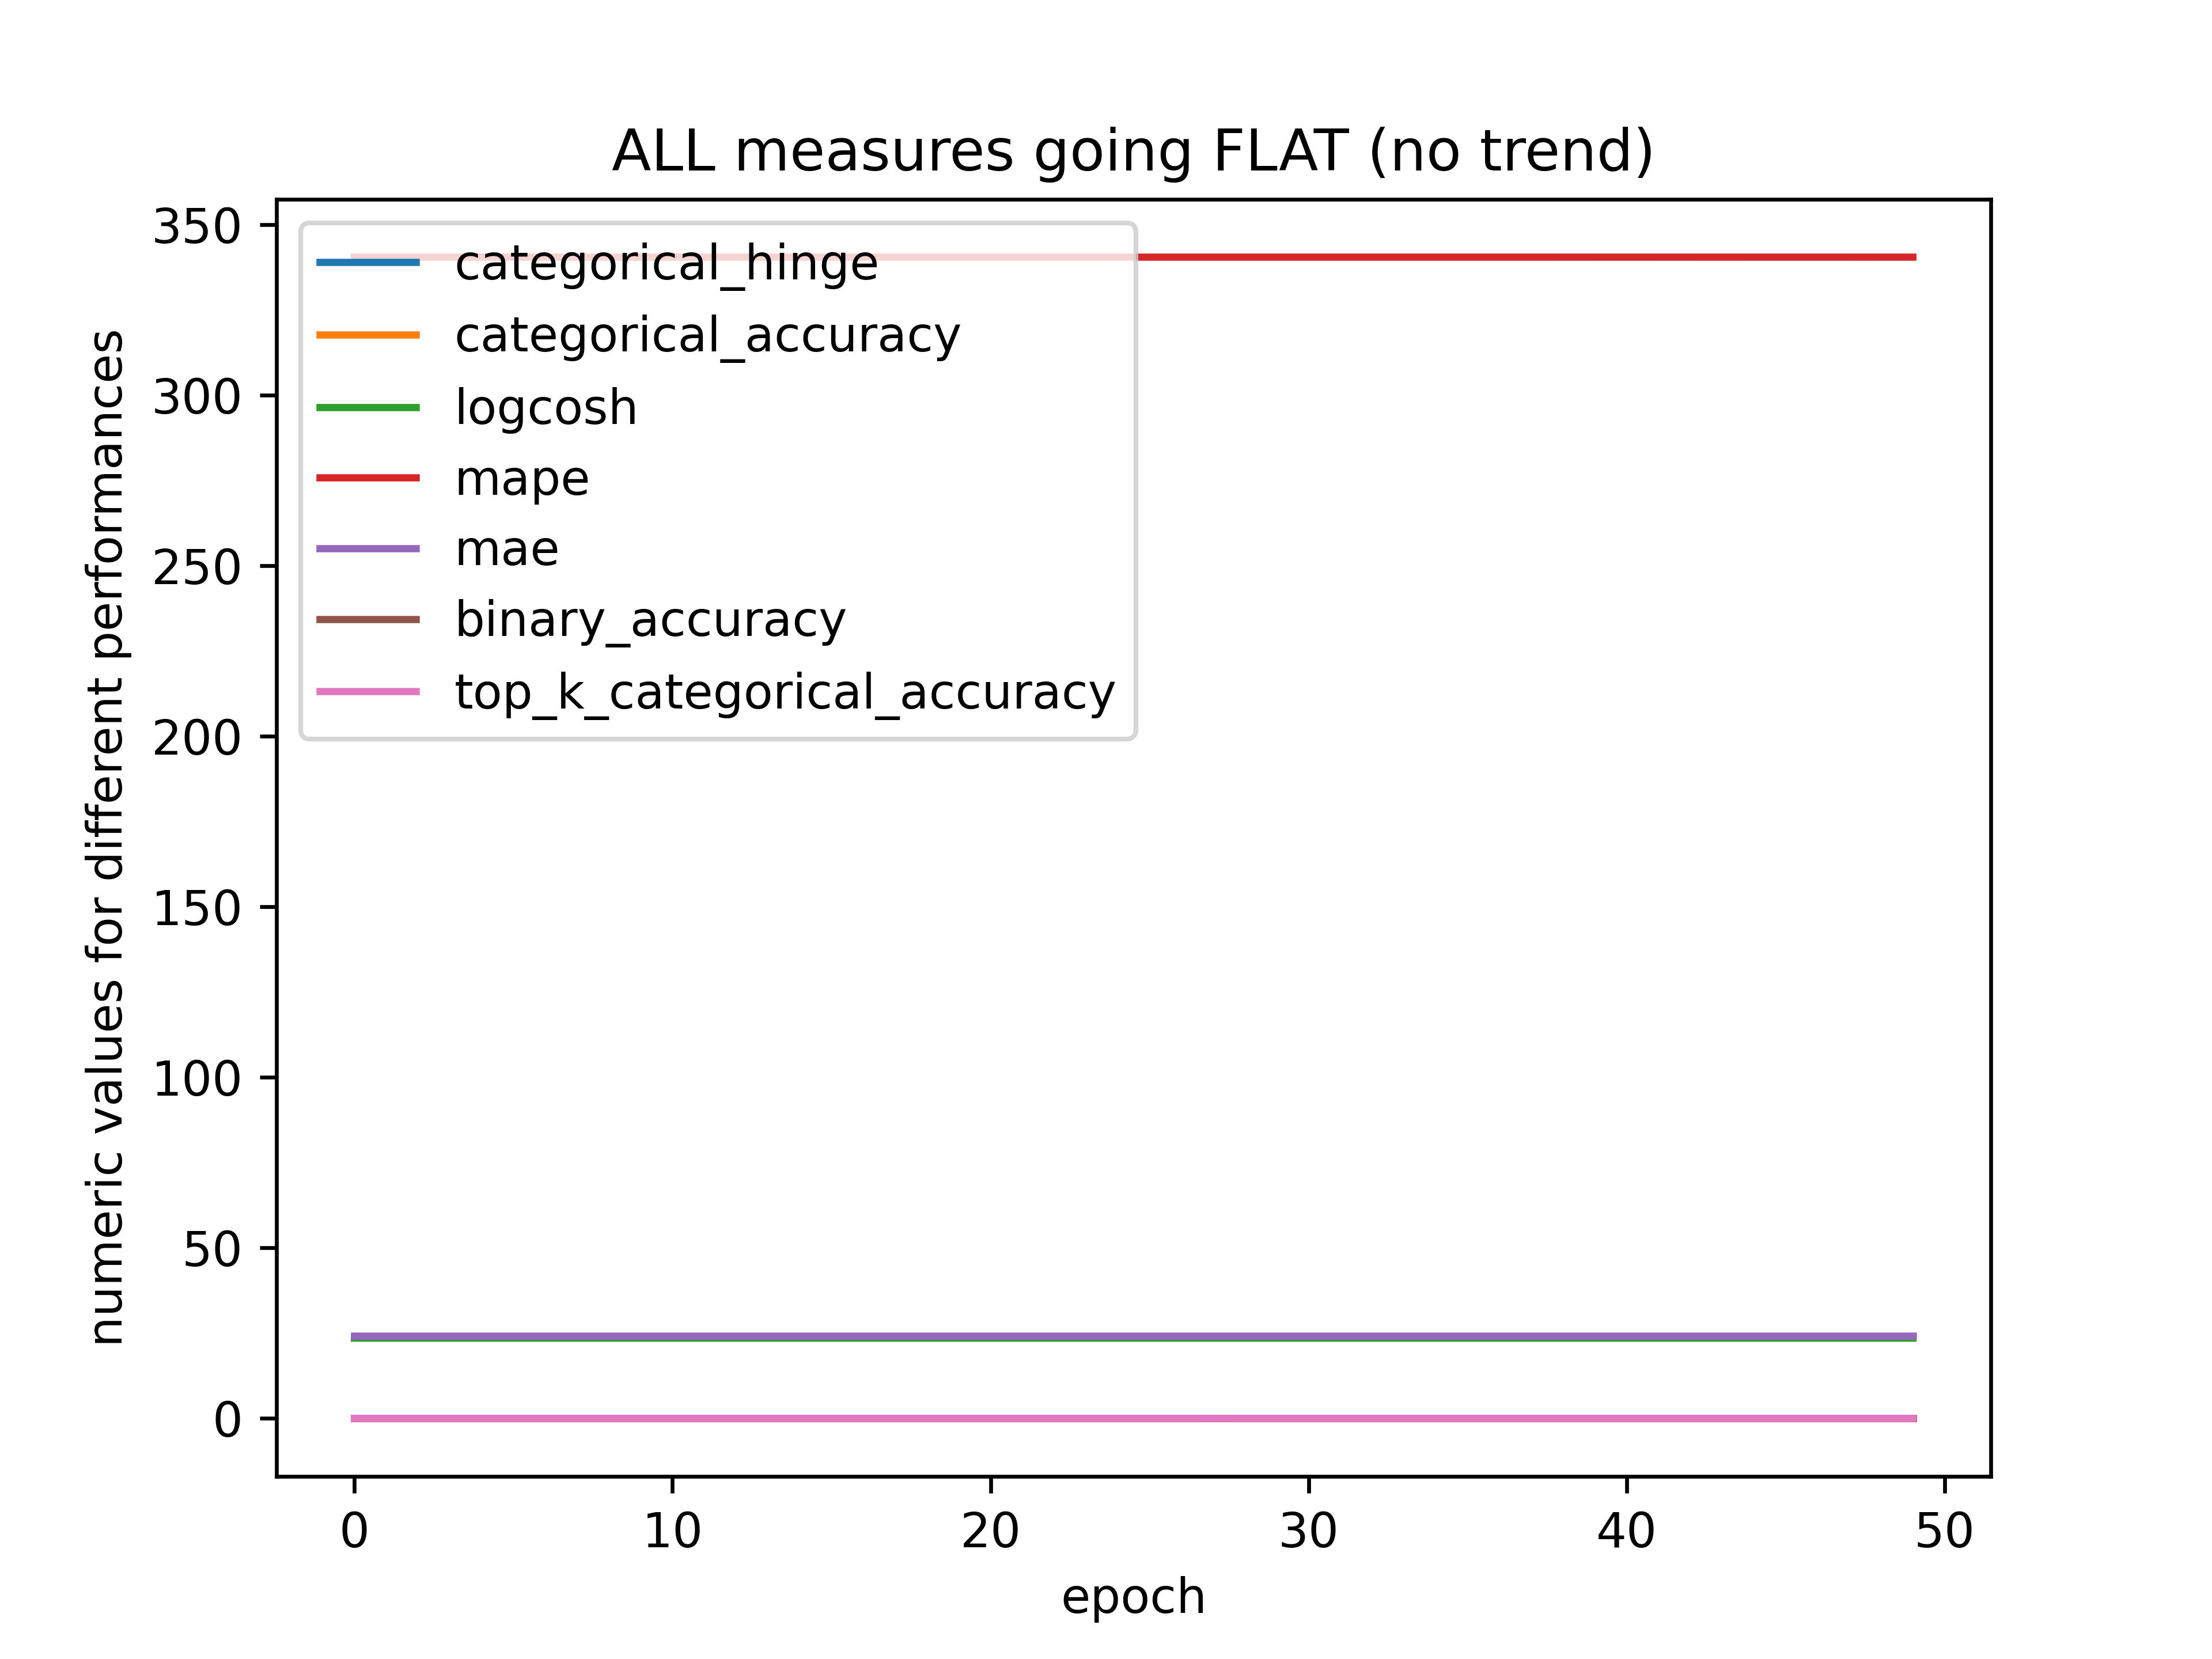 ALL measures going FLAT (no trend)
numeric values for different performances
350
300
250
200
150
100
50
0
categorical_hinge
categorical_accuracy
logcosh
mape
mae
binary_accuracy
top_k_categorical_accuracy
0 10 20 30 40 50
epoch